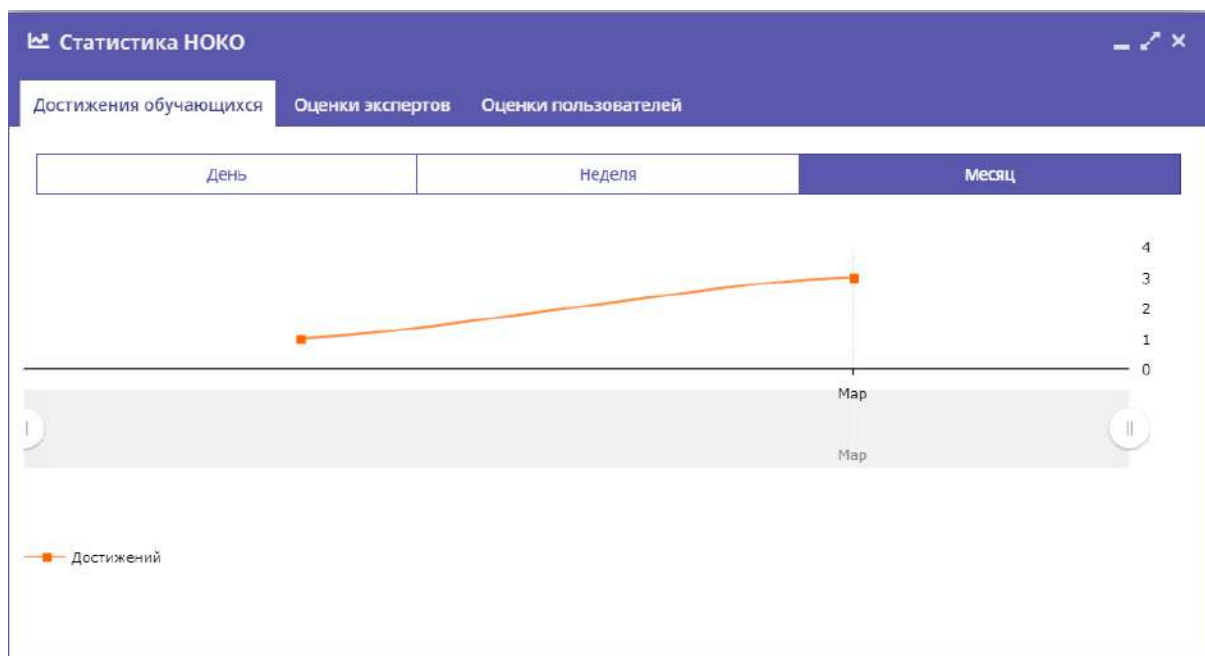 Статистика НОКО
Достижения обучающихся Оценки экспертов Оценки пользователей
День Неделя Месяц
4
3
2
1
0
Мар
Мар
Достижений